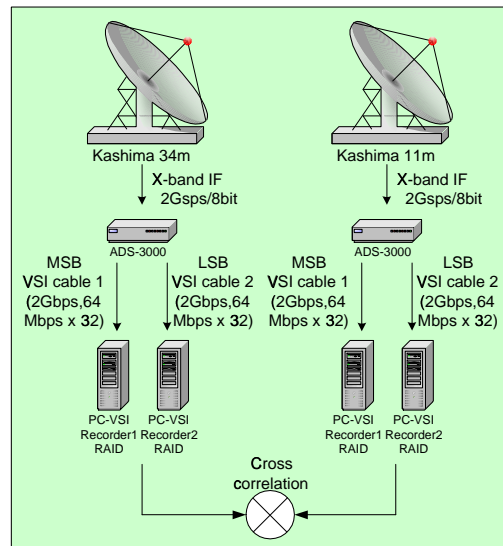 Kashima 34m
X-band IF
2Gsps/8bit
ADS-3000
MSB
VSI cable 1
(2Gbps,64
Mbps x 32)
LSB
VSI cable 2
(2Gbps,64
Mbps x 32)
PC-VSI
Recorder1
RAID
PC-VSI
Recorder2
RAID
Kashima 11m
X-band IF
2Gsps/8bit
ADS-3000
MSB
VSI cable 1
(2Gbps,64
Mbps x 32)
LSB
VSI cable 2
(2Gbps,64
Mbps x 32)
PC-VSI
Recorder1
RAID
PC-VSI
Recorder2
RAID
Cross
correlation